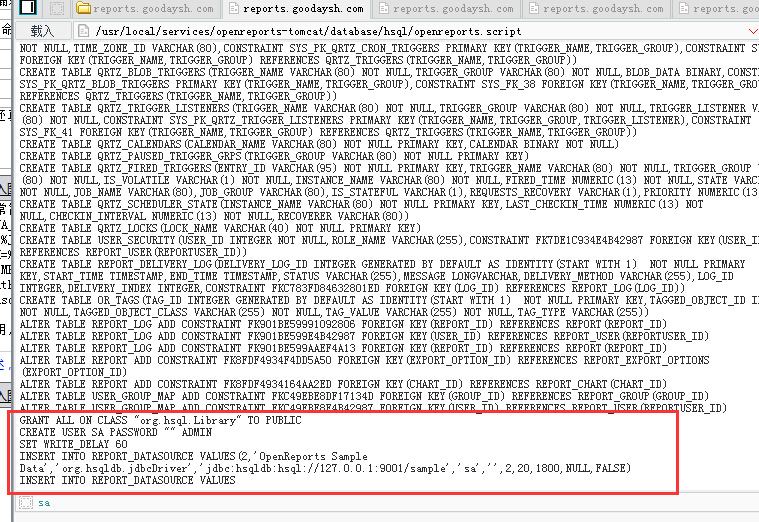 reports.goodaysh.com
reports.goodaysh.com
reports.goodaysh.com
reports.goodaysh.com
reports.goodaysh
载入
/usr/local/services/openreports-tomcat/database/hsql/openreports.script
NOT NULL,TIME_ZONE_ID VARCHAR(80),CONSTRAINT SYS_PK_QRTZ_CRON_TRIGGERS PRIMARY KEY(TRIGGER_NAME,TRIGGER_GROUP),CONSTRAINT SY
FOREIGN KEY(TRIGGER_NAME,TRIGGER_GROUP) REFERENCES QRTZ_TRIGGERS(TRIGGER_NAME,TRIGGER_GROUP))
CREATE TABLE QRTZ_BLOB_TRIGGERS(TRIGGER_NAME VARCHAR(80) NOT NULL,TRIGGER_GROUP VARCHAR(80) NOT NULL,BLOB_DATA BINARY,CONST
SYS_PK_QRTZ_BLOB_TRIGGERS PRIMARY KEY(TRIGGER_NAME,TRIGGER_GROUP),CONSTRAINT SYS_FK_38 FOREIGN KEY(TRIGGER_NAME,TRIGGER_GROU
REFERENCES QRTZ_TRIGGERS(TRIGGER_NAME,TRIGGER_GROUP))
CREATE TABLE QRTZ_TRIGGER_LISTENERS(TRIGGER_NAME VARCHAR(80) NOT NULL,TRIGGER_GROUP VARCHAR(80) NOT NULL,TRIGGER_LISTENER VA
(80) NOT NULL,CONSTRAINT SYS_PK_QRTZ_TRIGGER_LISTENERS PRIMARY KEY(TRIGGER_NAME,TRIGGER_GROUP,TRIGGER_LISTENER),CONSTRAINT
SYS_FK_41 FOREIGN KEY(TRIGGER_NAME,TRIGGER_GROUP) REFERENCES QRTZ_TRIGGERS(TRIGGER_NAME,TRIGGER_GROUP))
CREATE TABLE QRTZ_CALENDARS(CALENDAR_NAME VARCHAR(80) NOT NULL PRIMARY KEY,CALENDAR BINARY NOT NULL)
CREATE TABLE QRTZ_PAUSED_TRIGGER_GRPS(TRIGGER_GROUP VARCHAR(80) NOT NULL PRIMARY KEY)
CREATE TABLE QRTZ_FIRED_TRIGGERS(ENTRY_ID VARCHAR(95) NOT NULL PRIMARY KEY,TRIGGER_NAME VARCHAR(80) NOT NULL,TRIGGER_GROUP V
(80) NOT NULL,IS_VOLATILE VARCHAR(1) NOT NULL,INSTANCE_NAME VARCHAR(80) NOT NULL,FIRED_TIME NUMERIC(13) NOT NULL,STATE VARC
NOT NULL,JOB_NAME VARCHAR(80),JOB_GROUP VARCHAR(80),IS_STATEFUL VARCHAR(1),REQUESTS_RECOVERY VARCHAR(1),PRIORITY NUMERIC(13
CREATE TABLE QRTZ_SCHEDULER_STATE(INSTANCE_NAME VARCHAR(80) NOT NULL PRIMARY KEY,LAST_CHECKIN_TIME NUMERIC(13) NOT
NULL,CHECKIN_INTERVAL NUMERIC(13) NOT NULL,RECOVERER VARCHAR(80))
CREATE TABLE QRTZ_LOCKS(LOCK_NAME VARCHAR(40) NOT NULL PRIMARY KEY)
CREATE TABLE USER_SECURITY(USER_ID INTEGER NOT NULL,ROLE_NAME VARCHAR(255),CONSTRAINT FK7DE1C934E4B42987 FOREIGN KEY(USER_I
REFERENCES REPORT_USER(REPORTUSER_ID))
CREATE TABLE REPORT_DELIVERY_LOG(DELIVERY_LOG_ID INTEGER GENERATED BY DEFAULT AS IDENTITY(START WITH 1)  NOT NULL PRIMARY
KEY,START_TIME TIMESTAMP,END_TIME TIMESTAMP,STATUS VARCHAR(255),MESSAGE LONGVARCHAR,DELIVERY_METHOD VARCHAR(255),LOG_ID
INTEGER,DELIVERY_INDEX INTEGER,CONSTRAINT FKC783FD84632801ED FOREIGN KEY(LOG_ID) REFERENCES REPORT_LOG(LOG_ID))
CREATE TABLE OR_TAGS(TAG_ID INTEGER GENERATED BY DEFAULT AS IDENTITY(START WITH 1)  NOT NULL PRIMARY KEY,TAGGED_OBJECT_ID I
NOT NULL,TAGGED_OBJECT_CLASS VARCHAR(255) NOT NULL,TAG_VALUE VARCHAR(255) NOT NULL,TAG_TYPE VARCHAR(255))
ALTER TABLE REPORT_LOG ADD CONSTRAINT FK901BE59991092806 FOREIGN KEY(REPORT_ID) REFERENCES REPORT(REPORT_ID)
ALTER TABLE REPORT_LOG ADD CONSTRAINT FK901BE599E4B42987 FOREIGN KEY(USER_ID) REFERENCES REPORT_USER(REPORTUSER_ID)
ALTER TABLE REPORT_LOG ADD CONSTRAINT FK901BE599AAEF4A13 FOREIGN KEY(REPORT_ID) REFERENCES REPORT(REPORT_ID)
ALTER TABLE REPORT ADD CONSTRAINT FK8FDF4934F4DD5A50 FOREIGN KEY(EXPORT_OPTION_ID) REFERENCES REPORT_EXPORT_OPTIONS
(EXPORT_OPTION_ID)
ALTER TABLE REPORT ADD CONSTRAINT FK8FDF4934164AA2ED FOREIGN KEY(CHART_ID) REFERENCES REPORT_CHART(CHART_ID)
ALTER TABLE USER_GROUP_MAP ADD CONSTRAINT FKC49EBE8DF17134D FOREIGN KEY(GROUP_ID) REFERENCES REPORT_GROUP(GROUP_ID)
ALTER TABLE USER_GROUP_MAP ADD CONSTRAINT FKC49EBE8E4B42987 FOREIGN KEY(USER_ID) REFERENCES REPORT_USER(REPORTUSER_ID)
GRANT ALL ON CLASS "org.hsql.Library" TO PUBLIC
CREATE USER SA PASSWORD "" ADMIN
SET WRITE_DELAY 60
INSERT INTO REPORT_DATASOURCE VALUES(2,'OpenReports Sample
Data','org.hsqldb.jdbcDriver','jdbc:hsqldb:hsql://127.0.0.1:9001/sample','sa','',2,20,1800,NULL,FALSE)
INSERT INTO REPORT_DATASOURCE VALUES
sa